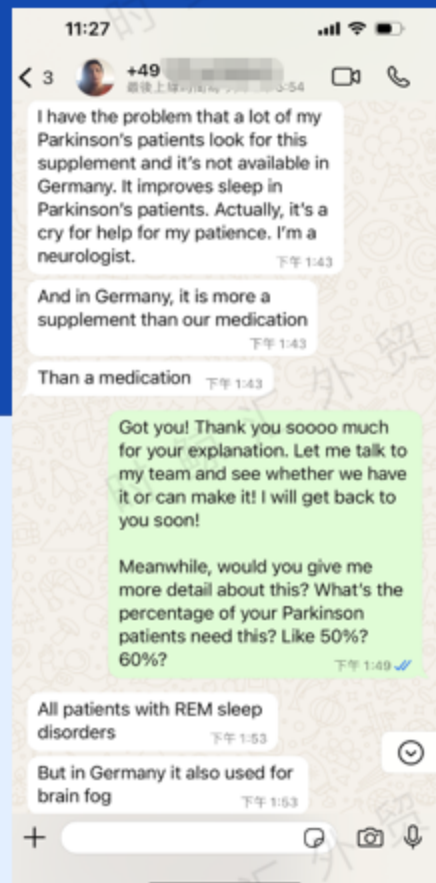 11:27
3
+49
I have the problem that a lot of my
Parkinson's patients look for this
supplement and it's not available in
Germany. It improves sleep in
Parkinson's patients. Actually, it's a
cry for help for my patience. I'm a
neurologist.
下午 1:43
And in Germany, it is more a
supplement than our medication
下午 1:43
Than a medication 下午 1:43
Got you! Thank you soooo much
for your explanation. Let me talk to
my team and see whether we have
it or can make it! I will get back to
you soon!
Meanwhile, would you give me
more detail about this? What's the
percentage of your Parkinson
patients need this? Like 50%?
60%?
下午 1:49
All patients with REM sleep
disorders
下午 1:53
But in Germany it also used for
brain fog
下午 1:53